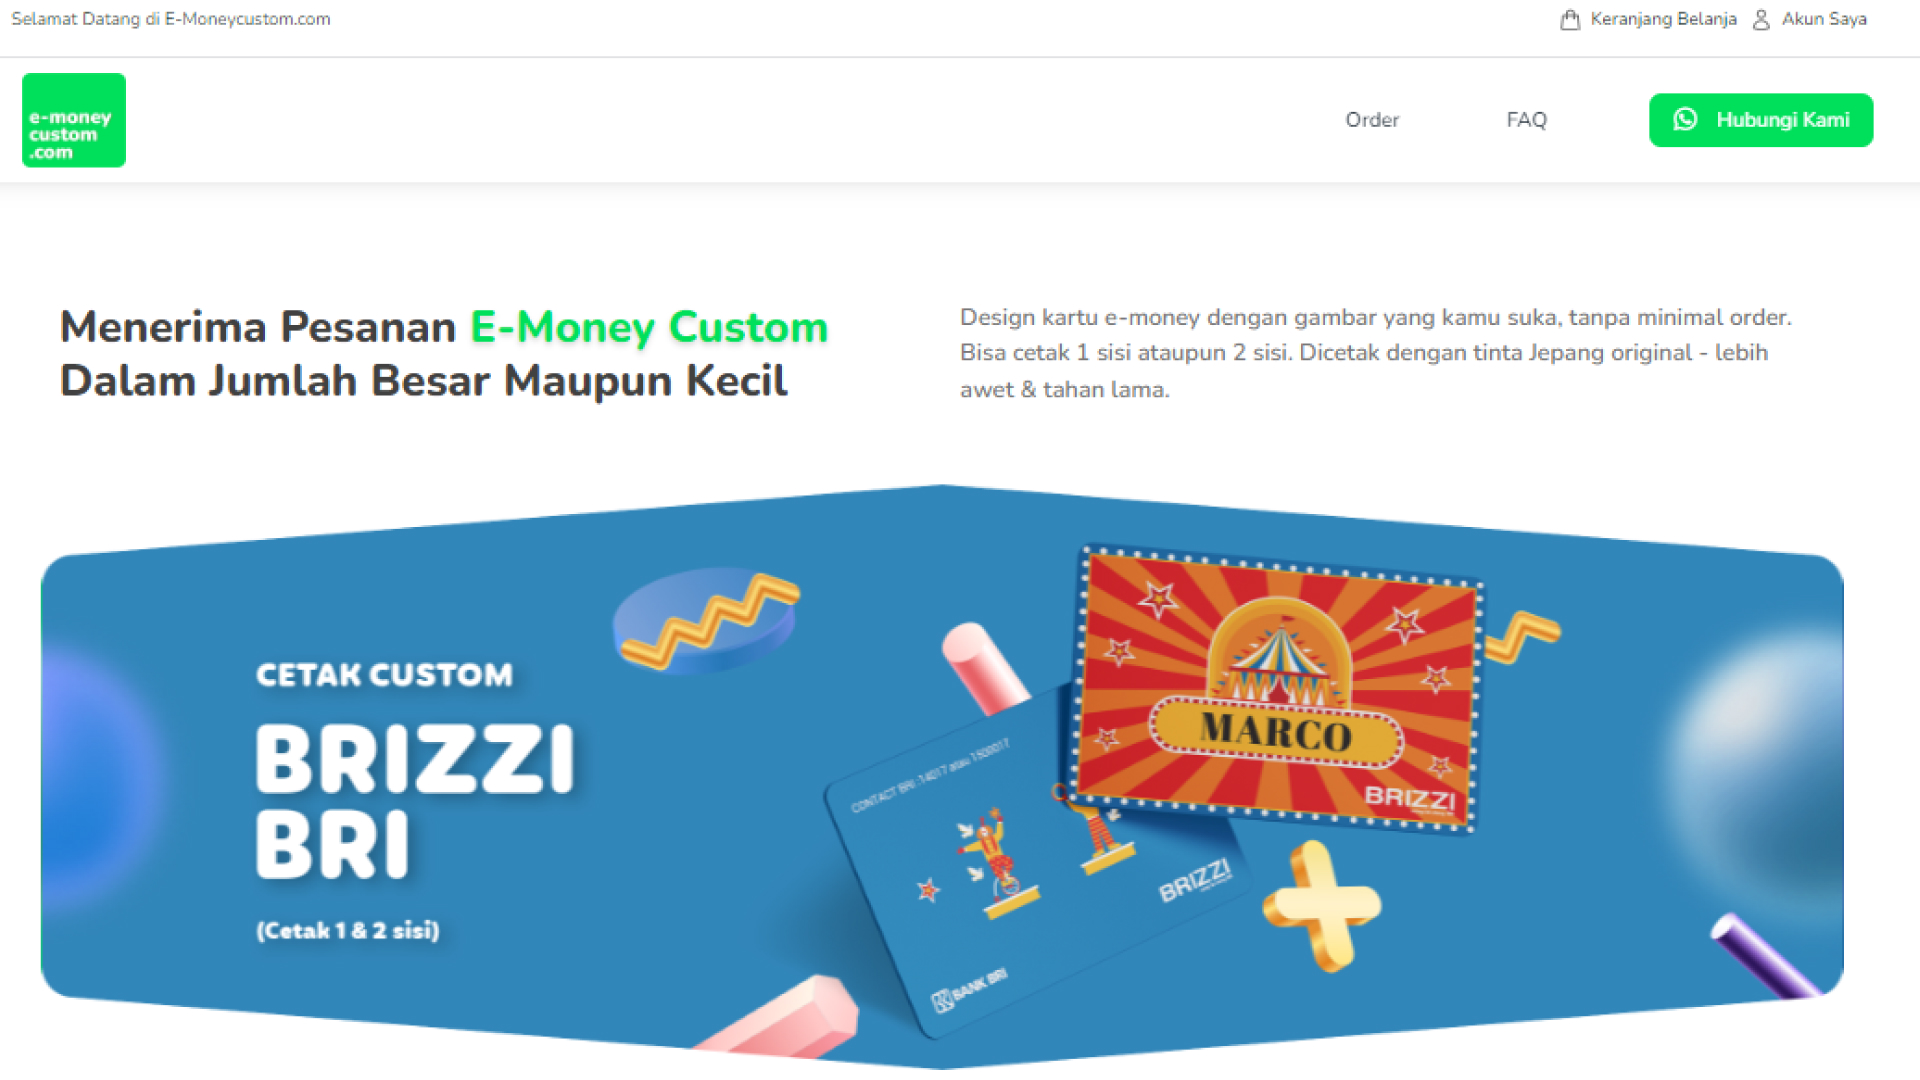 Selamat Datang di E-Moneycustom.com
Keranjang Belanja
Akun Saya
e-money
custom
.com
Order
FAQ
Hubungi Kami
Menerima Pesanan E-Money Custom
Dalam Jumlah Besar Maupun Kecil
Design kartu e-money dengan gambar yang kamu suka, tanpa minimal order.
Bisa cetak 1 sisi ataupun 2 sisi. Dicetak dengan tinta Jepang original - lebih
awet & tahan lama.
CETAK CUSTOM
BRIZZI
BRI
(Cetak 1 & 2 sisi)
MARCO
BRIZZI
CONTACT BRI :14017 atau 1500017
BRIZZI
BANK BRI